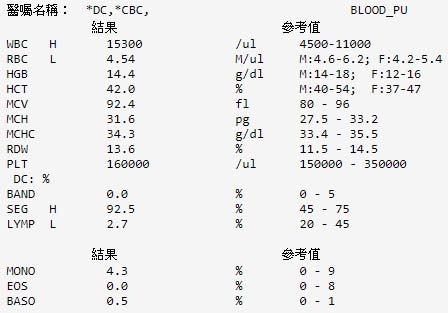 醫囑名稱： *DC,*CBC, BLOOD_PU
結果 參考值
WBC H 15300 /ul 4500-11000
RBC L 4.54 M/ul M:4.6-6.2; F:4.2-5.4
HGB 14.4 g/dl M:14-18; F:12-16
HCT 42.0 % M:40-54; F:37-47
MCV 92.4 fl 80 - 96
MCH 31.6 pg 27.5 - 33.2
MCHC 34.3 g/dl 33.4 - 35.5
RDW 13.6 % 11.5 - 14.5
PLT 160000 /ul 150000 - 350000
DC: %
BAND 0.0 % 0 - 5
SEG H 92.5 % 45 - 75
LYMP L 2.7 % 20 - 45
結果 參考值
MONO 4.3 % 0 - 9
EOS 0.0 % 0 - 8
BASO 0.5 % 0 - 1